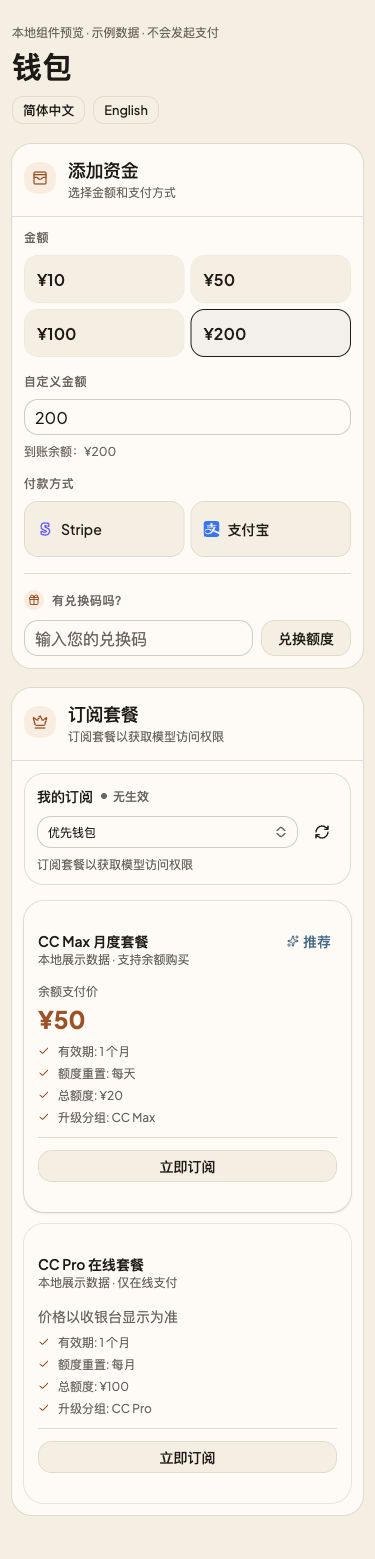 本地组件预览 · 示例数据 · 不会发起支付
钱包
简体中文 English
添加资金
选择金额和支付方式
金额
¥10 ¥50
¥100 ¥200
自定义金额
200
到账余额: ¥200
付款方式
Stripe 支付宝
有兑换码吗?
输入您的兑换码 兑换额度
订阅套餐
订阅套餐以获取模型访问权限
我的订阅 • 无生效
优先钱包
订阅套餐以获取模型访问权限
CC Max 月度套餐 推荐
本地展示数据 · 支持余额购买
余额支付价
¥50
有效期: 1 个月
额度重置: 每天
总额度: ¥20
升级分组: CC Max
立即订阅
CC Pro 在线套餐
本地展示数据 · 仅在线支付
价格以收银台显示为准
有效期: 1 个月
额度重置: 每月
总额度: ¥100
升级分组: CC Pro
立即订阅